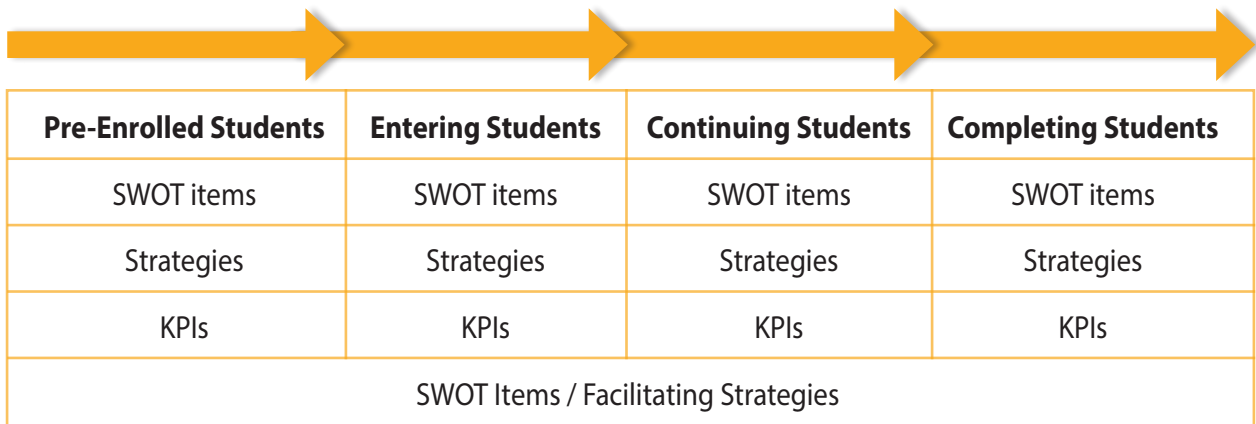 Pre-Enrolled Students Entering Students Continuing Students Completing Students
SWOT items SWOT items SWOT items SWOT items
Strategies Strategies Strategies Strategies
KPIs KPIs KPIs KPIs
SWOT Items / Facilitating Strategies